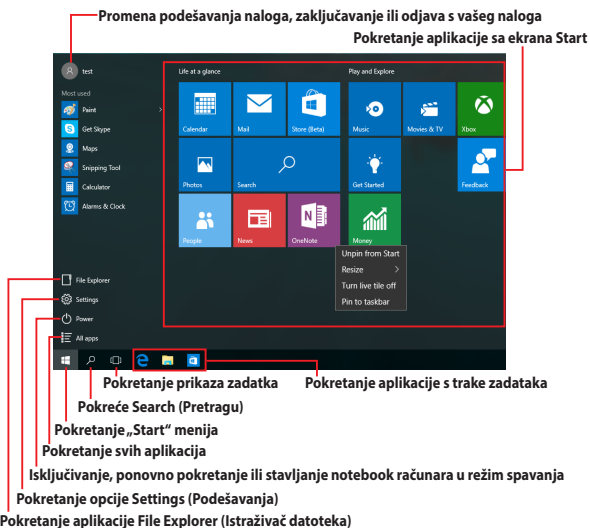 Promena podešavanja naloga, zaključavanje ili odjava s vašeg naloga
Pokretanje aplikacije sa ekrana Start
test
Most used
Paint
Get Skype
Maps
Snipping Tool
Calculator
Alarms & Clock
File Explorer
Settings
Power
All apps
Life at a glance
Calendar
Mail
Store (Beta)
Photos
Search
People
News
OneNote
Play and Explore
Music
Movies & TV
Xbox
Get Started
Feedback
Money
Unpin from Start
Resize
Turn live tile off
Pin to taskbar
Pokretanje prikaza zadatka
Pokretanje aplikacije s trake zadataka
Pokreće Search (Pretragu)
Pokretanje „Start“ menija
Pokretanje svih aplikacija
Isključivanje, ponovno pokretanje ili stavljanje notebook računara u režim spavanja
Pokretanje opcije Settings (Podešavanja)
Pokretanje aplikacije File Explorer (Istraživač datoteka)